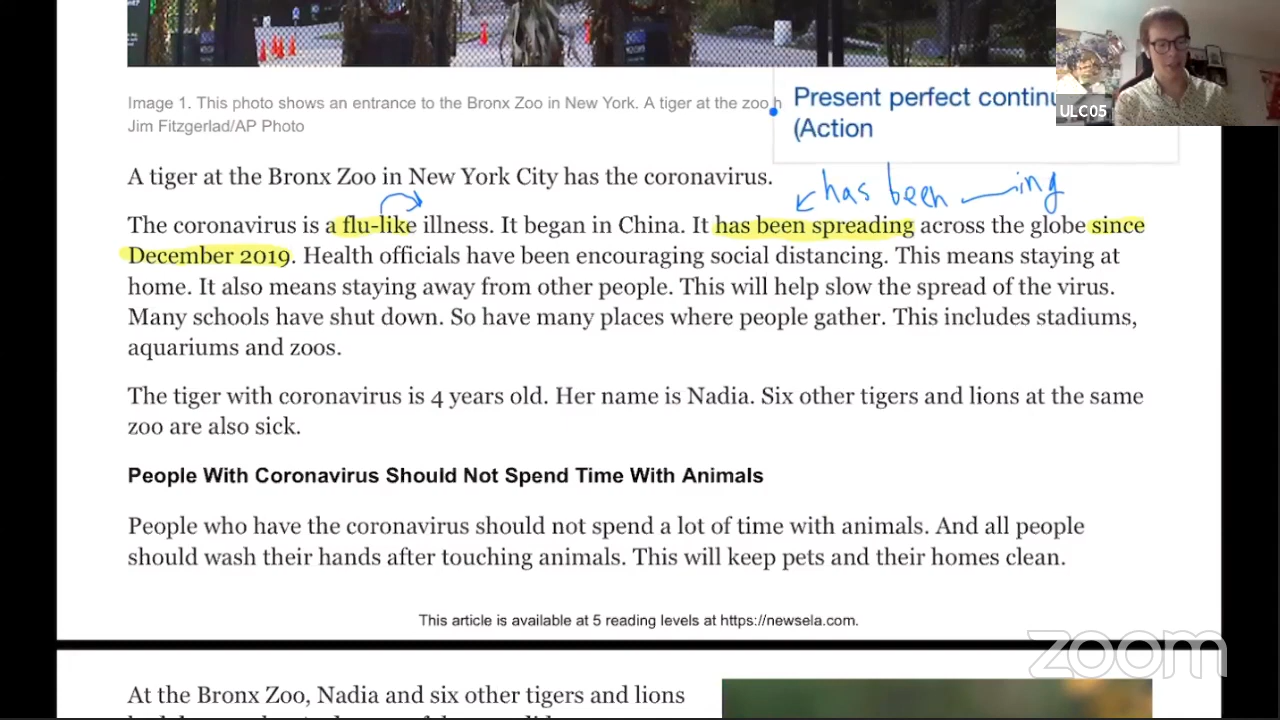 Image 1. This photo shows an entrance to the Bronx Zoo in New York. A tiger at the zoo h
Jim Fitzgerlad/AP Photo
Present perfect continu
(Action
ULC05
A tiger at the Bronx Zoo in New York City has the coronavirus.
has been ing
The coronavirus is a flu-like illness. It began in China. It has been spreading across the globe since
December 2019. Health officials have been encouraging social distancing. This means staying at
home. It also means staying away from other people. This will help slow the spread of the virus.
Many schools have shut down. So have many places where people gather. This includes stadiums,
aquariums and zoos.
The tiger with coronavirus is 4 years old. Her name is Nadia. Six other tigers and lions at the same
zoo are also sick.
People With Coronavirus Should Not Spend Time With Animals
People who have the coronavirus should not spend a lot of time with animals. And all people
should wash their hands after touching animals. This will keep pets and their homes clean.
This article is available at 5 reading levels at https://newsela.com.
zoom
At the Bronx Zoo, Nadia and six other tigers and lions